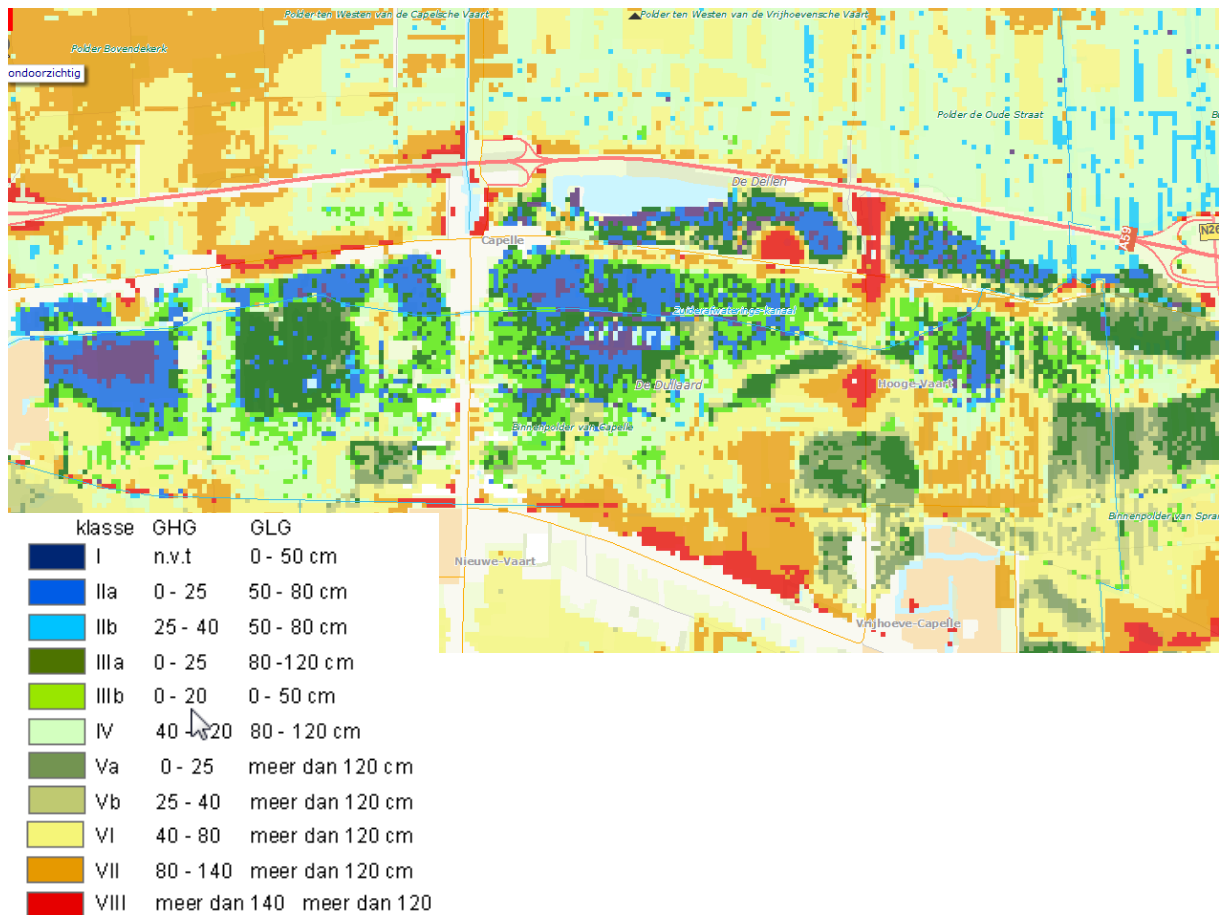 Polder ten Westen van de Capelsche Vaart
Polder ten Westen van de Vrijhoevensche Vaart
Polder Bovendekerk
ondoorzichtig
Polder de Oude Straat
De Dellen
Capelle
A59
N26
Zuiderafwaterings-kanaal
De Dullaard
Hooge-Vaart
Binnenpolder van Capelle
Binnenpolder van Spran
Nieuwe-Vaart
Vrijhoeve-Capelle
klasse GHG GLG
I n.v.t 0 - 50 cm
IIa 0 - 25 50 - 80 cm
IIb 25 - 40 50 - 80 cm
IIIa 0 - 25 80 -120 cm
IIIb 0 - 20 0 - 50 cm
IV 40 - 20 80 - 120 cm
Va 0 - 25 meer dan 120 cm
Vb 25 - 40 meer dan 120 cm
VI 40 - 80 meer dan 120 cm
VII 80 - 140 meer dan 120 cm
VIII meer dan 140 meer dan 120